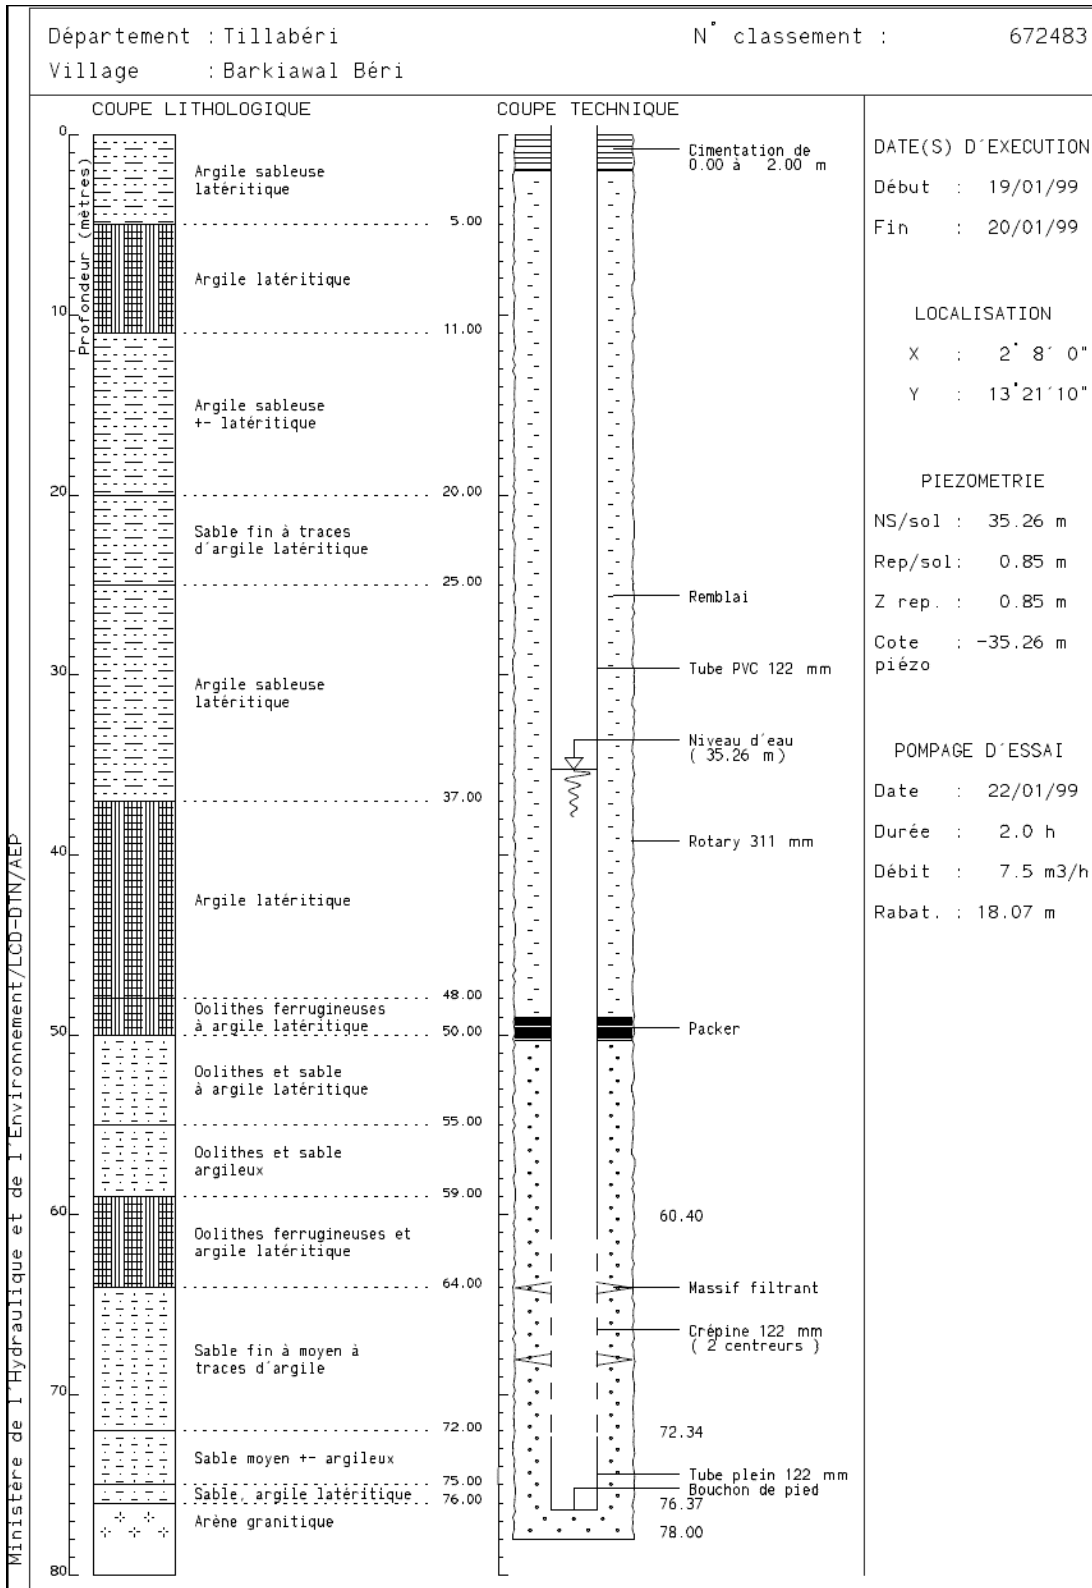 Département : Tillabéri
N° classement : 672483
Village : Barkiawal Béri
COUPE LITHOLOGIQUE
Profondeur (mètres)
0
10
20
30
40
50
60
70
80
Argile sableuse
latéritique
5.00
Argile latéritique
11.00
Argile sableuse
+- latéritique
20.00
Sable fin à traces
d'argile latéritique
25.00
Argile sableuse
latéritique
37.00
Argile latéritique
48.00
Oolithes ferrugineuses
à argile latéritique
50.00
Oolithes et sable
à argile latéritique
55.00
Oolithes et sable
argileux
59.00
Oolithes ferrugineuses et
argile latéritique
64.00
Sable fin à moyen à
traces d'argile
72.00
Sable moyen +- argileux
75.00
Sable, argile latéritique
76.00
Arène granitique
COUPE TECHNIQUE
Cimentation de
0.00 à 2.00 m
Remblai
Tube PVC 122 mm
Niveau d'eau
( 35.26 m)
Rotary 311 mm
Packer
60.40
Massif filtrant
Crépine 122 mm
( 2 centreurs )
72.34
Tube plein 122 mm
Bouchon de pied
76.37
78.00
DATE(S) D'EXECUTION
Début : 19/01/99
Fin : 20/01/99
LOCALISATION
X : 2° 8' 0"
Y : 13°21'10"
PIEZOMETRIE
NS/sol : 35.26 m
Rep/sol: 0.85 m
Z rep. : 0.85 m
Cote : -35.26 m
piézo
POMPAGE D'ESSAI
Date : 22/01/99
Durée : 2.0 h
Débit : 7.5 m3/h
Rabat. : 18.07 m
Ministère de l'Hydraulique et de l'Environnement/LCD-DTN/AEP